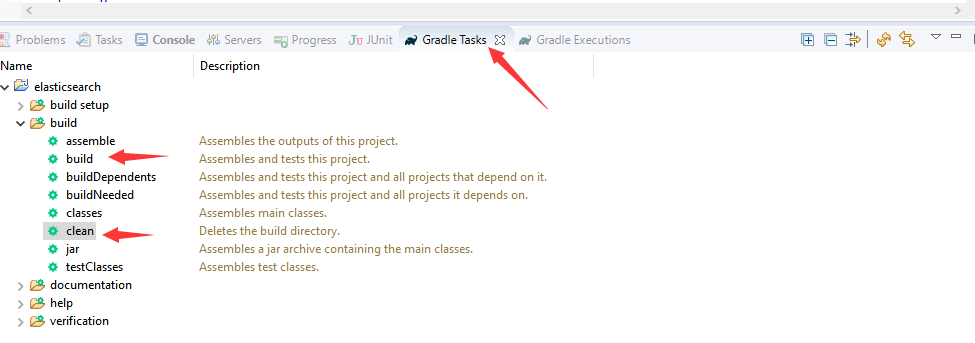 Problems Tasks Console Servers Progress Ju JUnit Gradle Tasks Gradle Executions
Name Description
elasticsearch
build setup
build
assemble Assembles the outputs of this project.
build Assembles and tests this project.
buildDependents Assembles and tests this project and all projects that depend on it.
buildNeeded Assembles and tests this project and all projects it depends on.
classes Assembles main classes.
clean Deletes the build directory.
jar Assembles a jar archive containing the main classes.
testClasses Assembles test classes.
documentation
help
verification